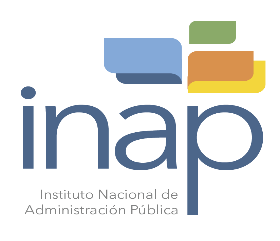 inap
Instituto Nacional de
Administración Pública